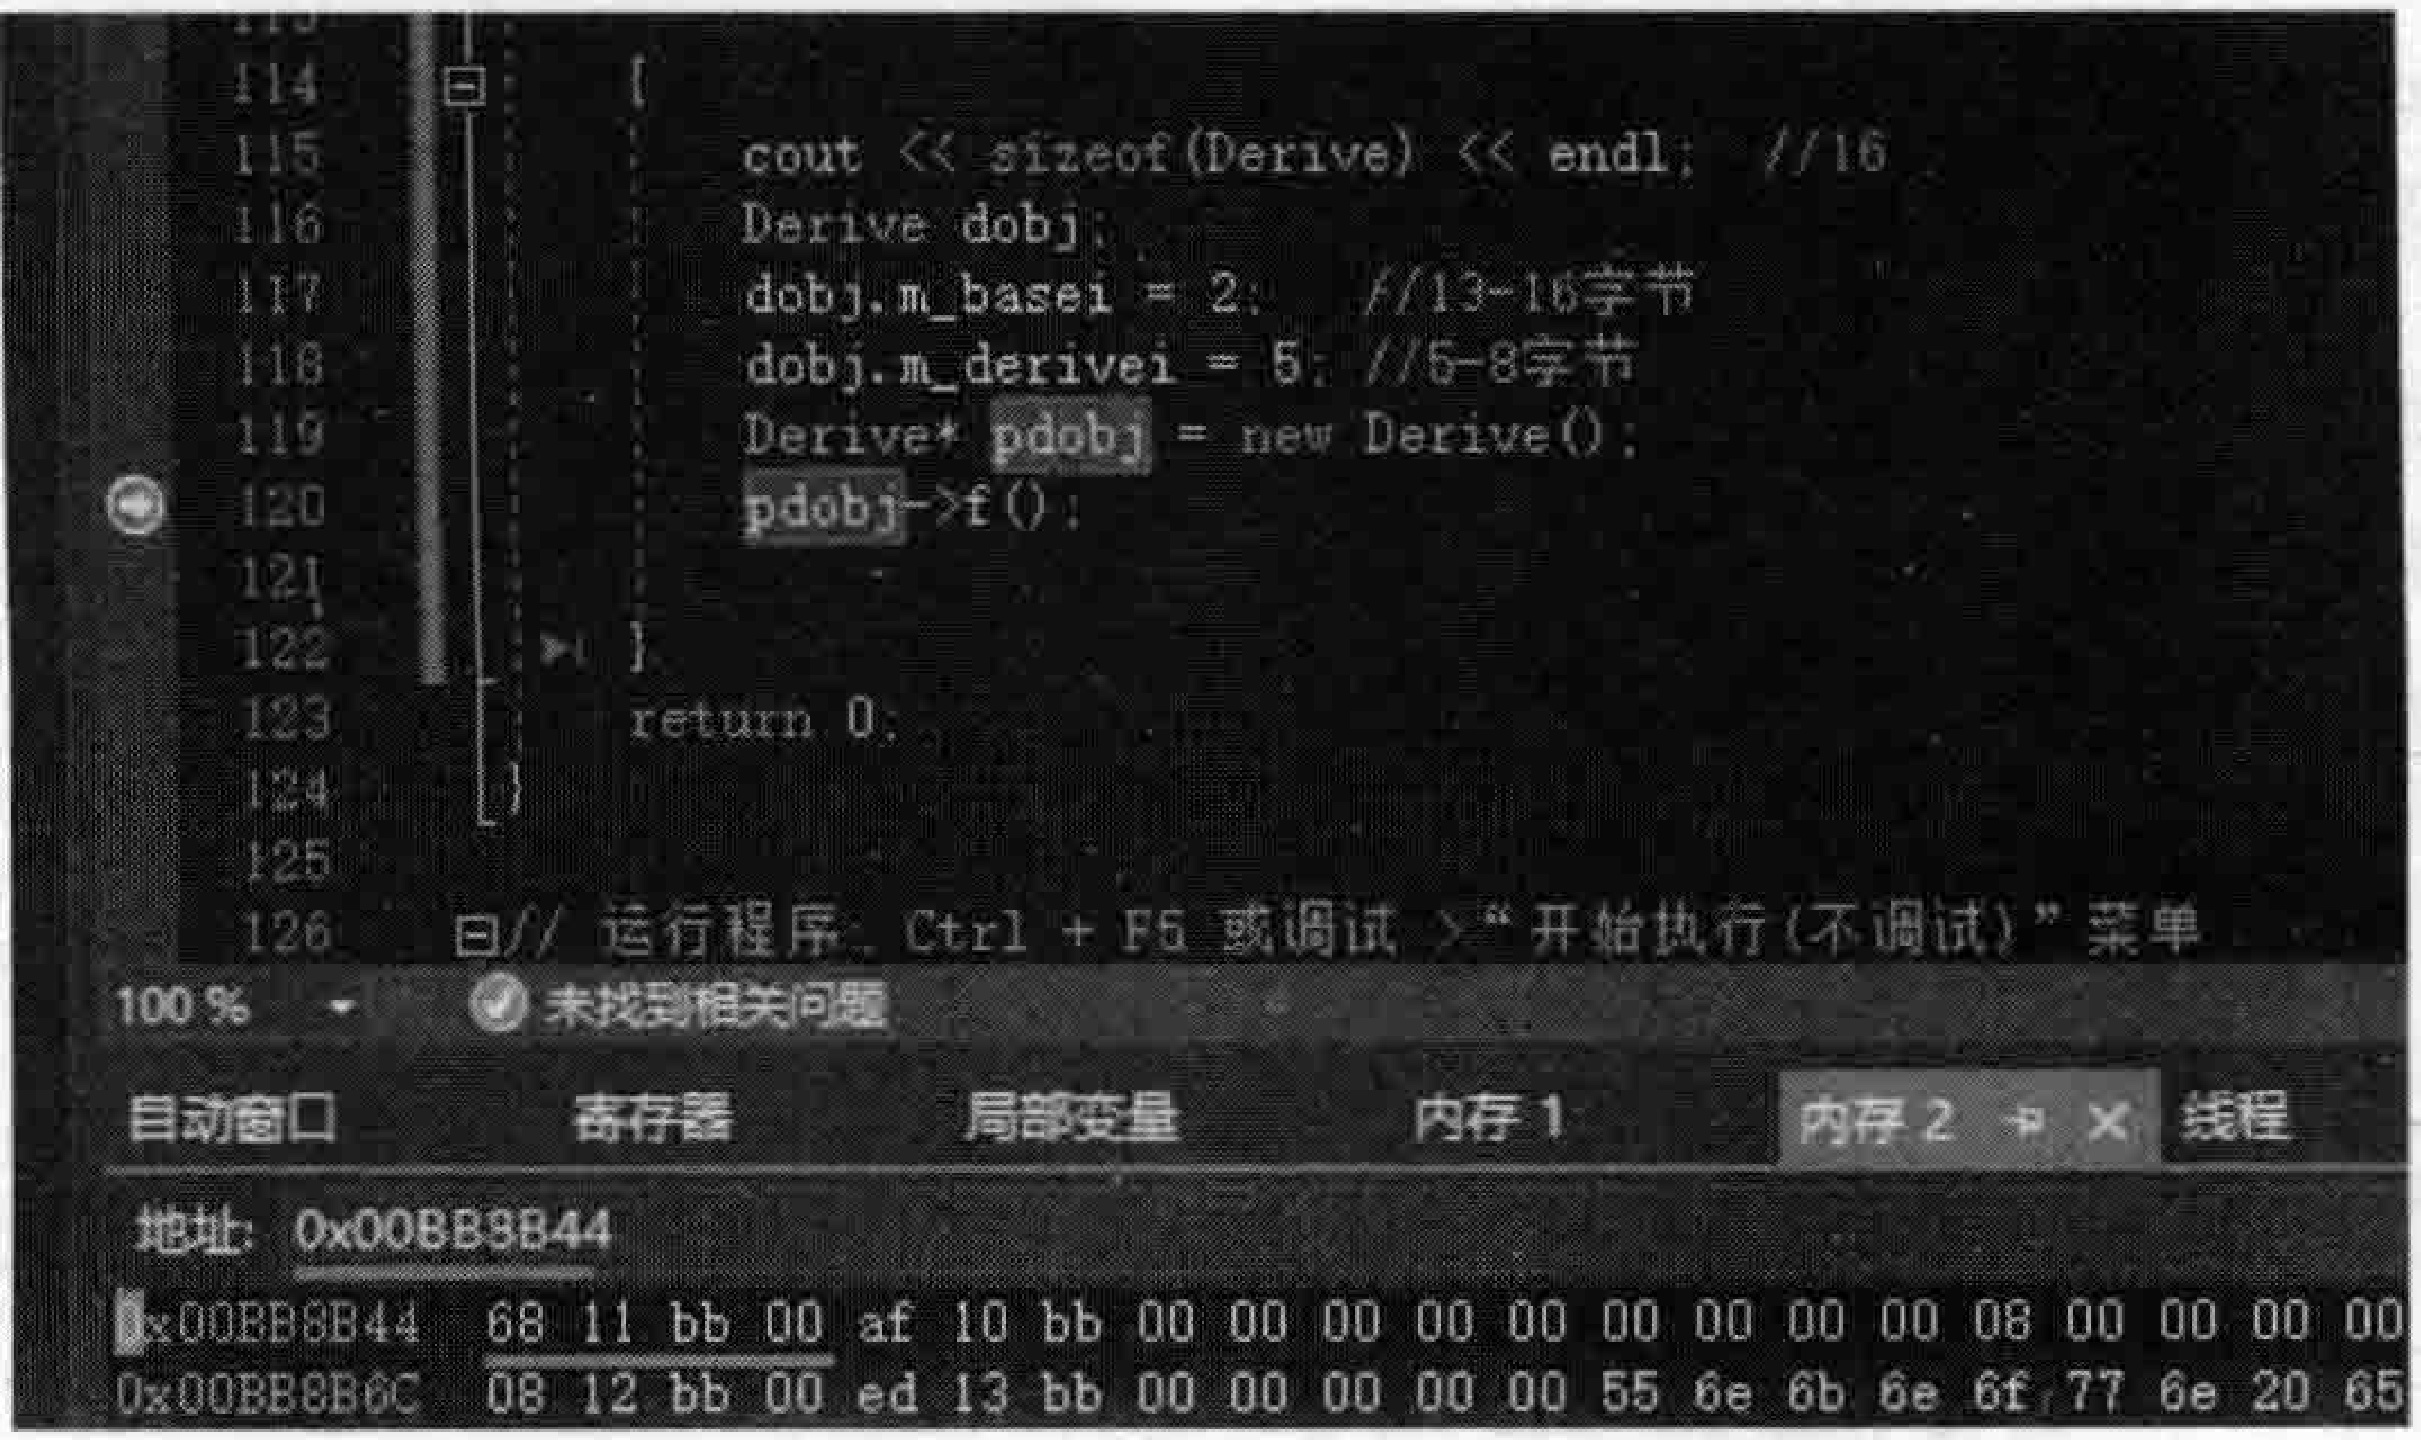 113
114 {
115 cout << sizeof(Derive) << endl; //16
116 Derive dobj;
117 dobj.m_basei = 2; //13-16字节
118 dobj.m_derivei = 5; //5-8字节
119 Derive* pdobj = new Derive();
120 pdobj->f();
121
122 }
123 return 0;
124 }
125
126 // 运行程序: Ctrl + F5 或调试 >“开始执行(不调试)”菜单
100 % 未找到相关问题
自动窗口 寄存器 局部变量 内存 1 内存 2 线程
地址: 0x00BB8B44
0x00BB8B44 68 11 bb 00 af 10 bb 00 00 00 00 00 00 00 00 00 08 00 00 00 00
0x00BB8B6C 08 12 bb 00 ed 13 bb 00 00 00 00 00 55 6e 6b 6e 6f 77 6e 20 65